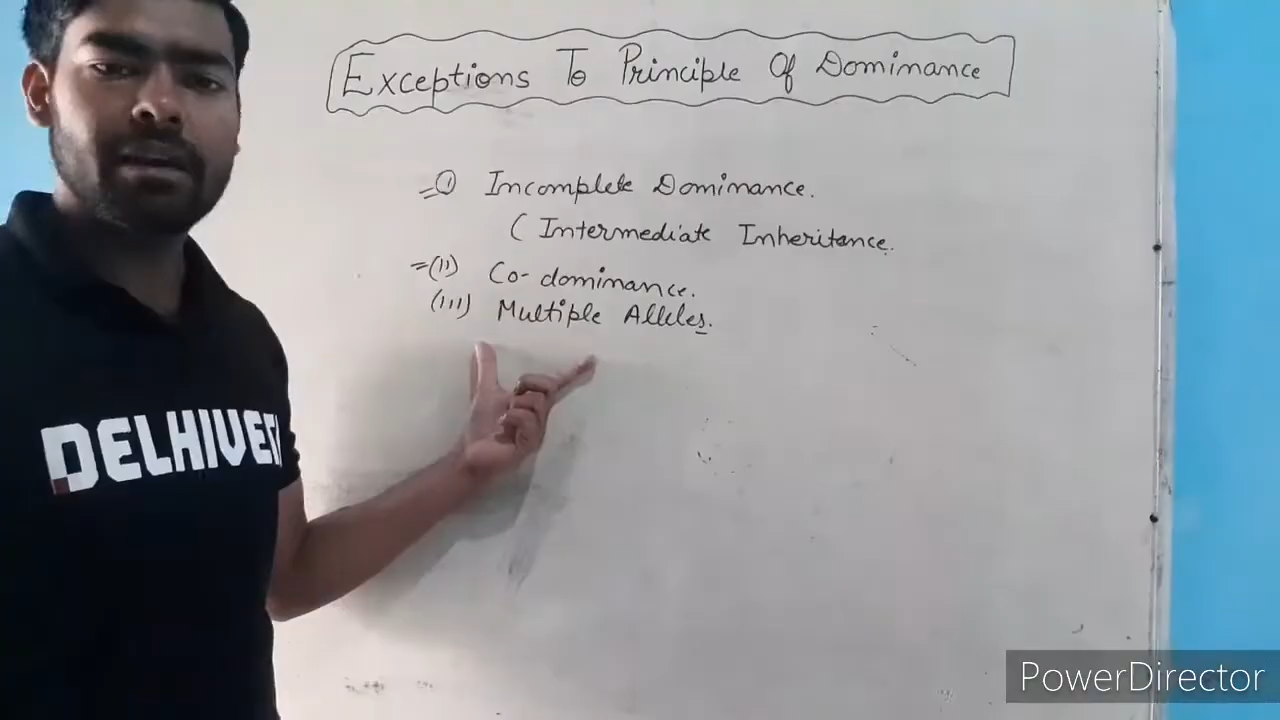 Exceptions To Principle Of Dominance
=(i) Incomplete Dominance.
( Intermediate Inheritance.
=(ii) Co-dominance.
(iii) Multiple Alleles.
DELHIVE
PowerDirector